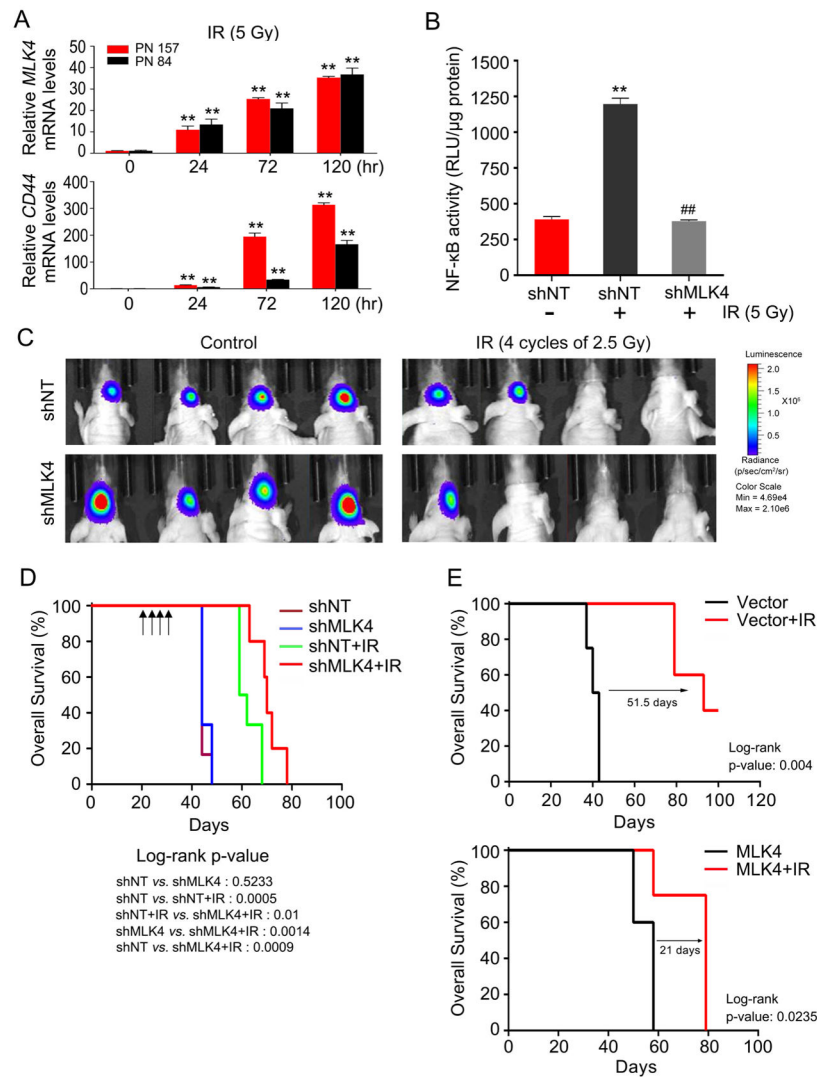 A
IR (5 Gy)
Relative MLK4
mRNA levels
50
40
30
20
10
0
PN 157
PN 84
** ** ** ** ** **
0 24 72 120 (hr)
Relative CD44
mRNA levels
400
300
200
100
0
** ** ** ** ** **
0 24 72 120 (hr)
B
NF-κB activity (RLU/µg protein)
1500
1250
1000
750
500
250
0
**
##
shNT shNT shMLK4
- + + IR (5 Gy)
C
Control IR (4 cycles of 2.5 Gy)
shNT
shMLK4
Luminescence
2.0
1.5
1.0
0.5
X10⁶
Radiance
(p/sec/cm²/sr)
Color Scale
Min = 4.69e4
Max = 2.10e6
D
Overall Survival (%)
100
80
60
40
20
0
shNT
shMLK4
shNT+IR
shMLK4+IR
0 20 40 60 80 100
Days
Log-rank p-value
shNT vs. shMLK4 : 0.5233
shNT vs. shNT+IR : 0.0005
shNT+IR vs. shMLK4+IR : 0.01
shMLK4 vs. shMLK4+IR : 0.0014
shNT vs. shMLK4+IR : 0.0009
E
Overall Survival (%)
100
80
60
40
20
0
Vector
Vector+IR
51.5 days
Log-rank
p-value: 0.004
0 20 40 60 80 100 120
Days
Overall Survival (%)
100
80
60
40
20
0
MLK4
MLK4+IR
21 days
Log-rank
p-value: 0.0235
0 20 40 60 80 100
Days